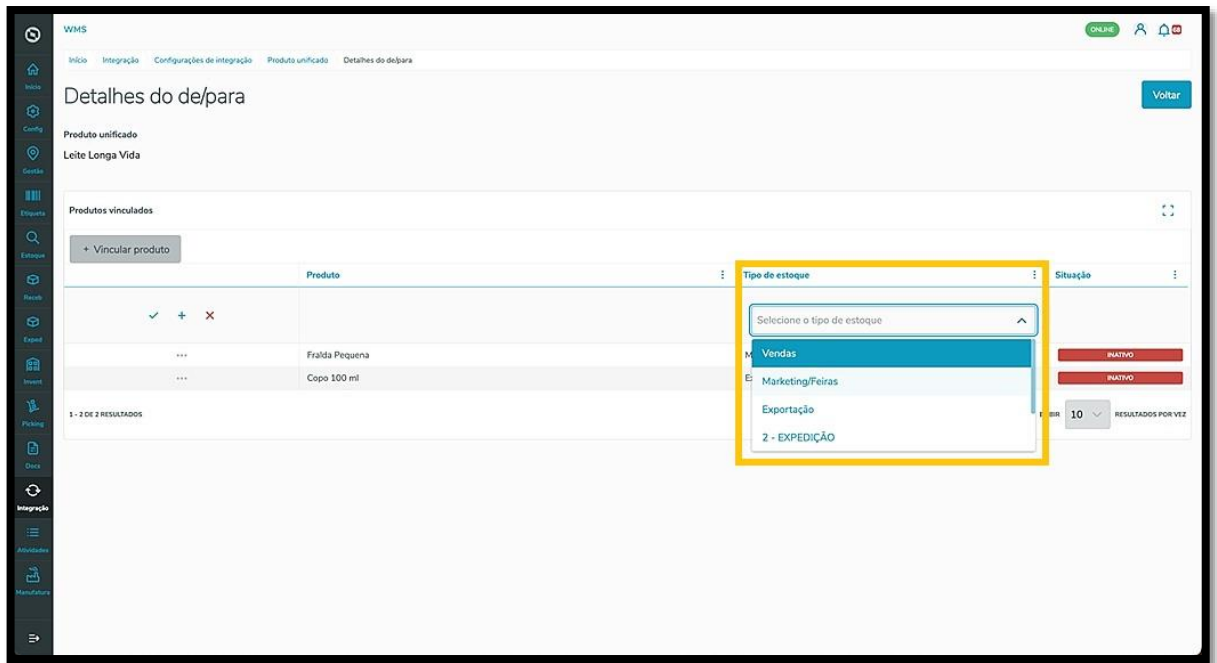 WMS
ONLINE
68
Início Integração Configurações de integração Produto unificado Detalhes do de/para
Detalhes do de/para
Voltar
Produto unificado
Leite Longa Vida
Produtos vinculados
+ Vincular produto
Produto Tipo de estoque Situação
Selecione o tipo de estoque
Vendas
Marketing/Feiras
Exportação
2 - EXPEDIÇÃO
Fralda Pequena M INATIVO
Copo 100 ml INATIVO
1 - 2 DE 2 RESULTADOS
10 RESULTADOS POR VEZ
Início
Config
Gestão
Etiqueta
Estoque
Receb
Exped
Invent
Picking
Docs
Integração
Atividades
Manufatura